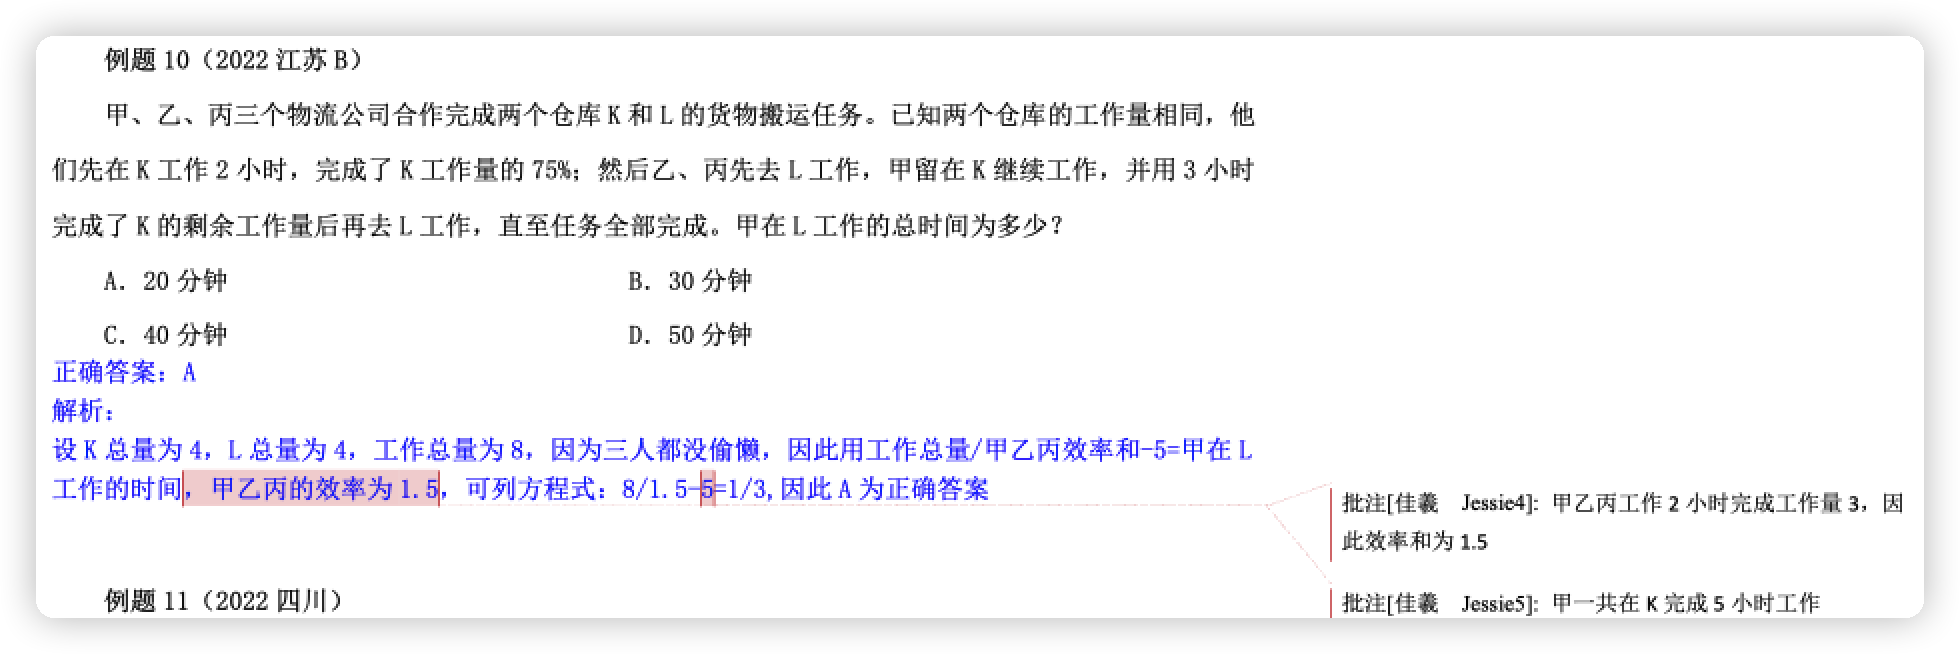 例题 10（2022 江苏 B）
甲、乙、丙三个物流公司合作完成两个仓库 K 和 L 的货物搬运任务。已知两个仓库的工作量相同，他
们先在 K 工作 2 小时，完成了 K 工作量的 75%；然后乙、丙先去 L 工作，甲留在 K 继续工作，并用 3 小时
完成了 K 的剩余工作量后再去 L 工作，直至任务全部完成。甲在 L 工作的总时间为多少？
A. 20 分钟 B. 30 分钟
C. 40 分钟 D. 50 分钟
正确答案：A
解析：
设 K 总量为 4，L 总量为 4，工作总量为 8，因为三人都没偷懒，因此用工作总量/甲乙丙效率和-5=甲在 L
工作的时间，甲乙丙的效率为 1.5，可列方程式：8/1.5-5=1/3,因此 A 为正确答案
批注[佳羲 Jessie4]: 甲乙丙工作 2 小时完成工作量 3，因
此效率和为 1.5
批注[佳羲 Jessie5]: 甲一共在 K 完成 5 小时工作
例题 11（2022 四川）